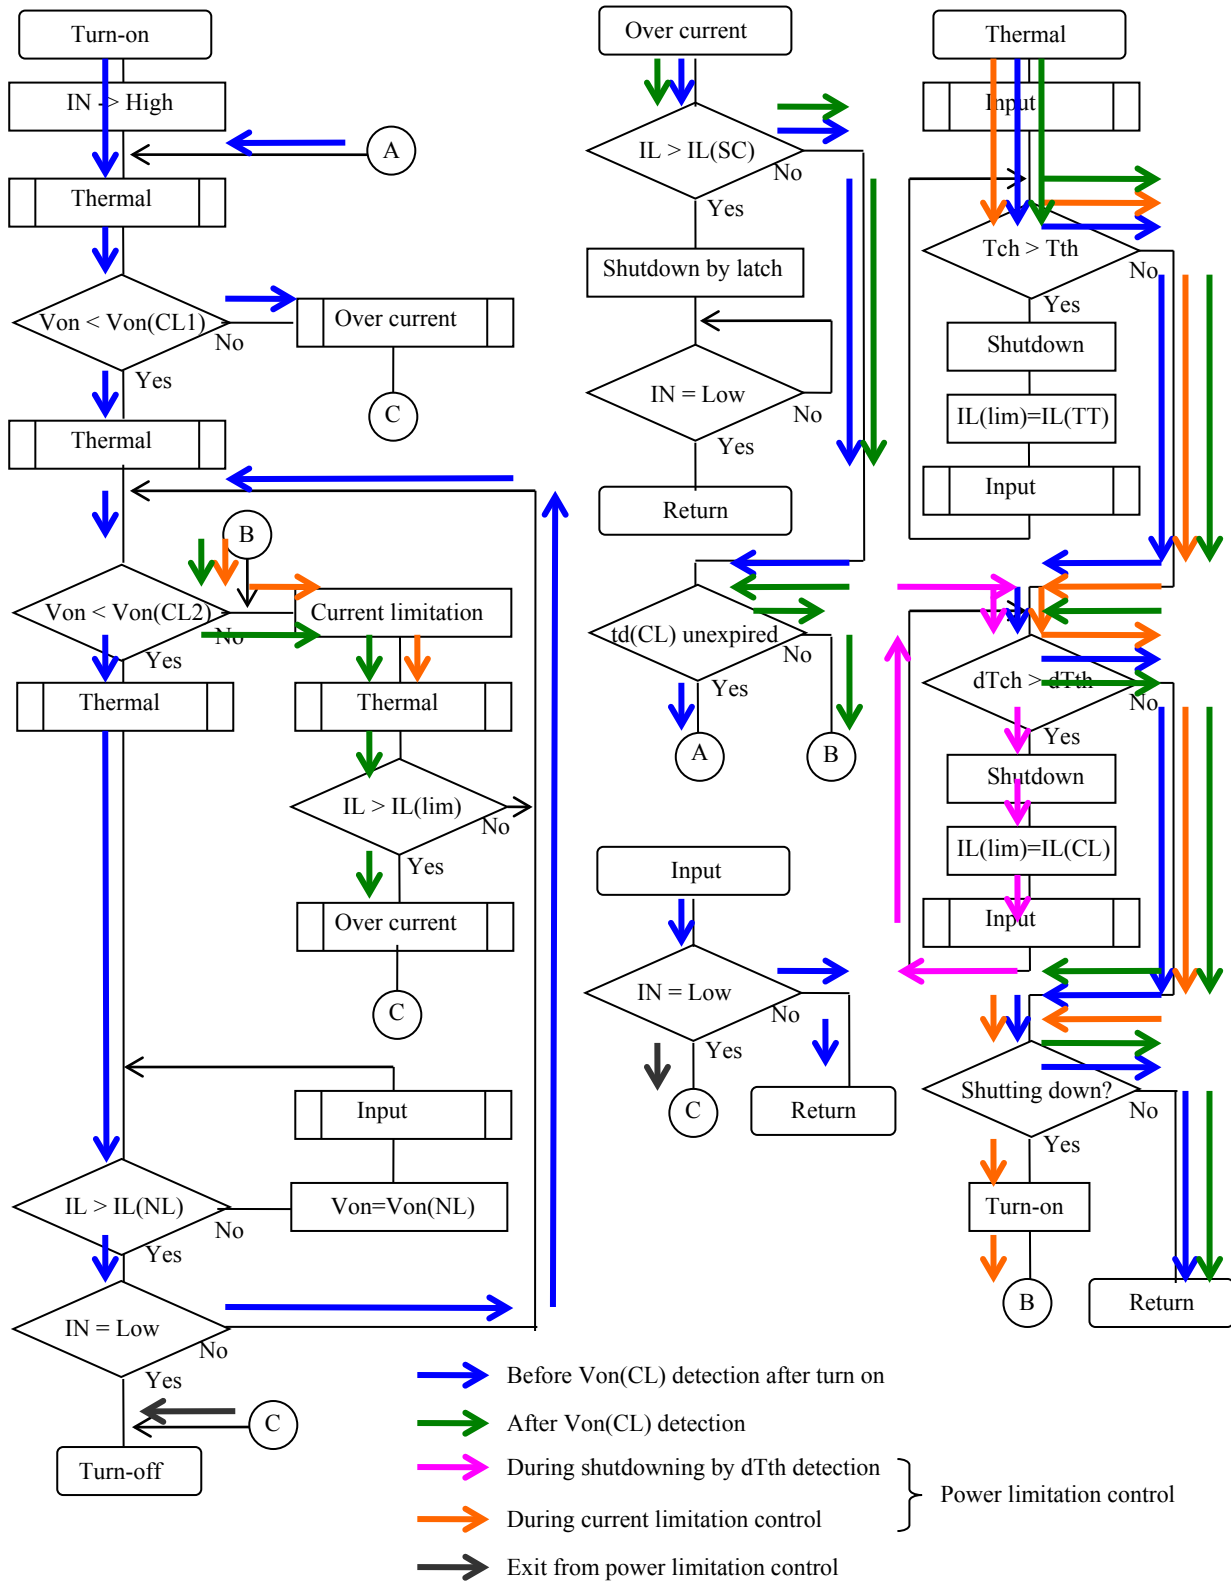 Turn-on
IN -> High
A
Thermal
Von < Von(CL1)
No
Yes
Over current
C
Thermal
B
Von < Von(CL2)
No
Yes
Current limitation
Thermal
Thermal
IL > IL(lim)
No
Yes
Over current
C
Input
IL > IL(NL)
No
Yes
Von=Von(NL)
IN = Low
No
Yes
C
Turn-off
Over current
IL > IL(SC)
No
Yes
Shutdown by latch
IN = Low
No
Yes
Return
td(CL) unexpired
No
Yes
A
B
Input
IN = Low
No
Yes
C
Return
Thermal
Input
Tch > Tth
No
Yes
Shutdown
IL(lim)=IL(TT)
Input
dTch > dTth
No
Yes
Shutdown
IL(lim)=IL(CL)
Input
Shutting down?
No
Yes
Turn-on
B
Return
Before Von(CL) detection after turn on
After Von(CL) detection
During shutdowning by dTth detection
During current limitation control
Power limitation control
Exit from power limitation control